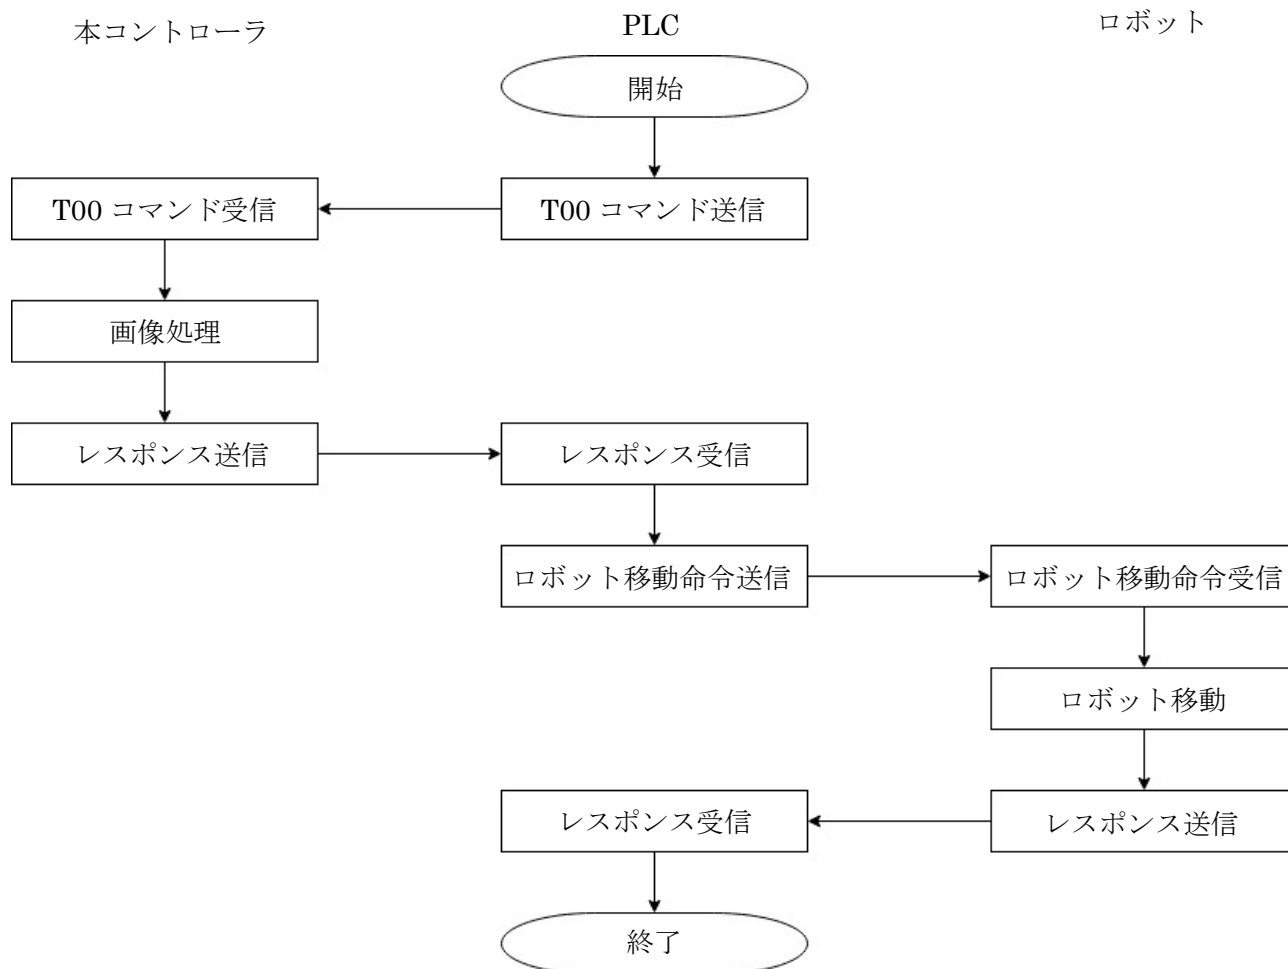 本コントローラ
PLC
ロボット
開始
T00 コマンド受信
T00 コマンド送信
画像処理
レスポンス送信
レスポンス受信
ロボット移動命令送信
ロボット移動命令受信
ロボット移動
レスポンス受信
レスポンス送信
終了